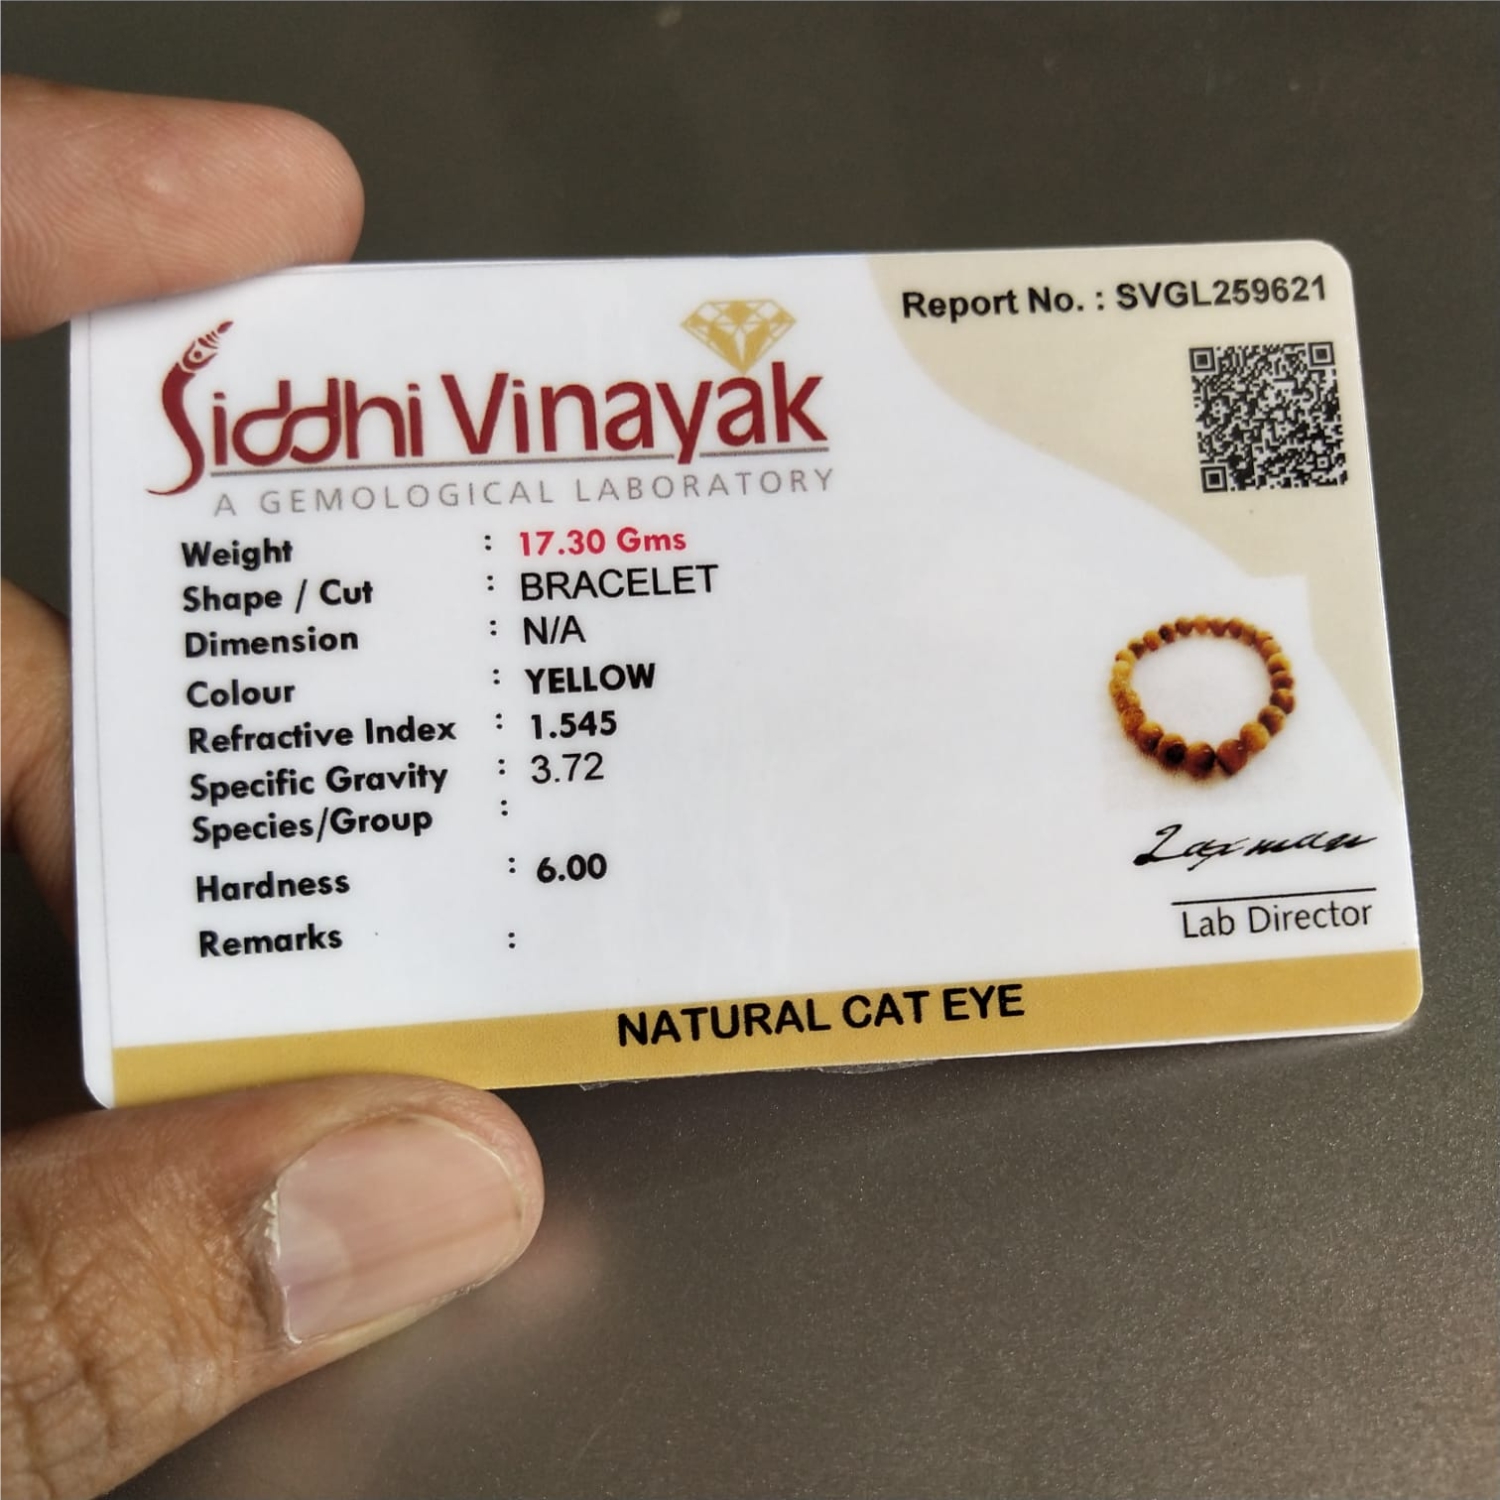 Report No. : SVGL259621
Siddhi Vinayak
A GEMOLOGICAL LABORATORY
Weight : 17.30 Gms
Shape / Cut : BRACELET
Dimension : N/A
Colour : YELLOW
Refractive Index : 1.545
Specific Gravity : 3.72
Species/Group :
Hardness : 6.00
Remarks :
Laxman
Lab Director
NATURAL CAT EYE